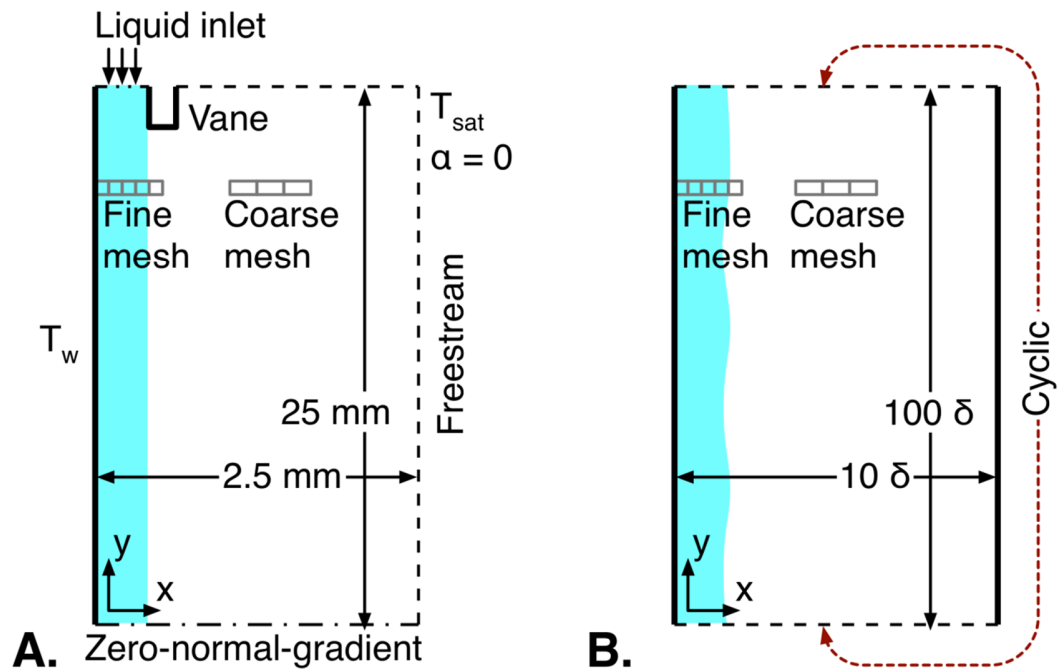 Liquid inlet
Vane
T_sat
α = 0
Fine
mesh
Coarse
mesh
T_w
Freestream
25 mm
2.5 mm
y
x
A.
Zero-normal-gradient
Fine
mesh
Coarse
mesh
Cyclic
100 δ
10 δ
y
x
B.